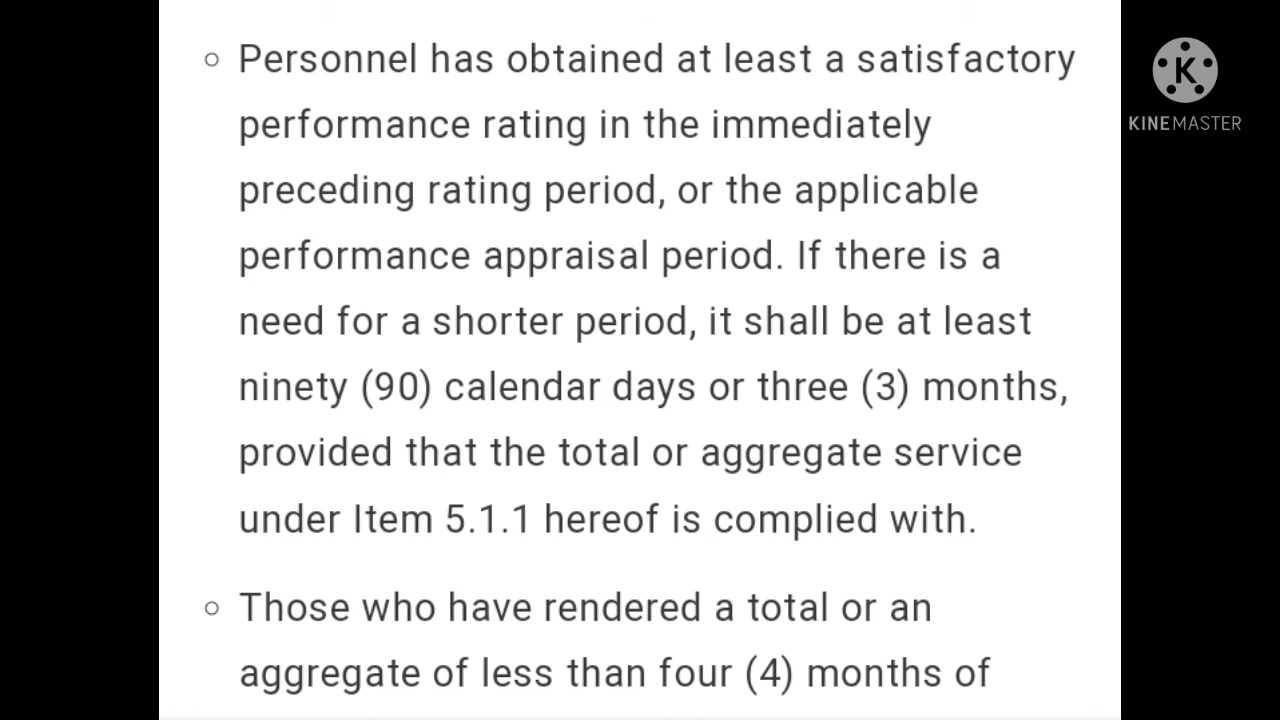 Personnel has obtained at least a satisfactory
performance rating in the immediately
preceding rating period, or the applicable
performance appraisal period. If there is a
need for a shorter period, it shall be at least
ninety (90) calendar days or three (3) months,
provided that the total or aggregate service
under Item 5.1.1 hereof is complied with.
Those who have rendered a total or an
aggregate of less than four (4) months of
K
KINEMASTER